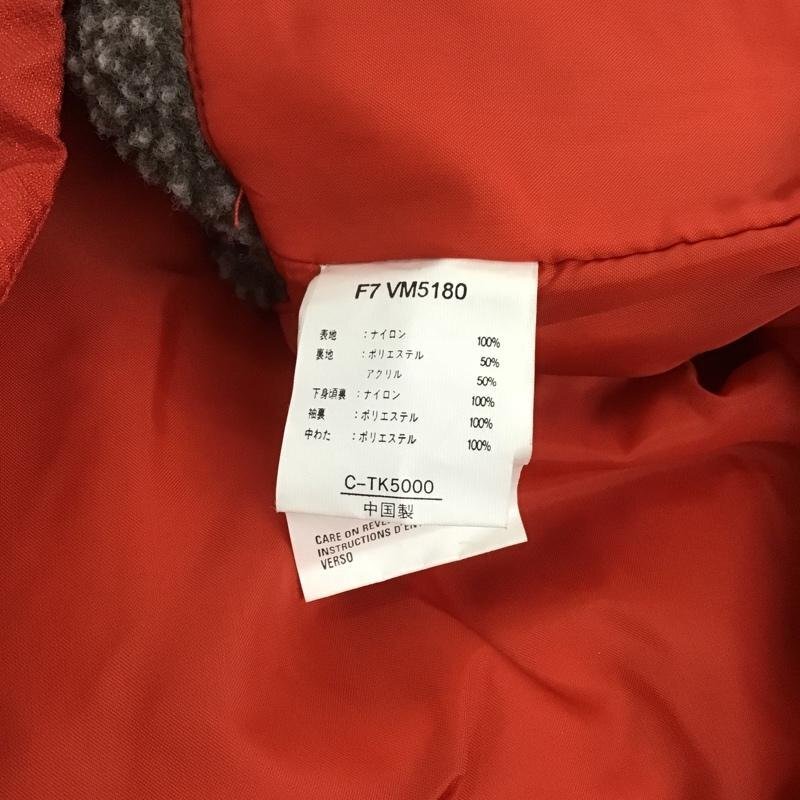 F7 VM5180
表地 :ナイロン 100%
裏地 :ポリエステル 50%
アクリル 50%
下身頃裏 :ナイロン 100%
袖裏 :ポリエステル 100%
中わた :ポリエステル 100%
C-TK5000
中国製
CARE ON
INSTRUCTIONS
VERSO